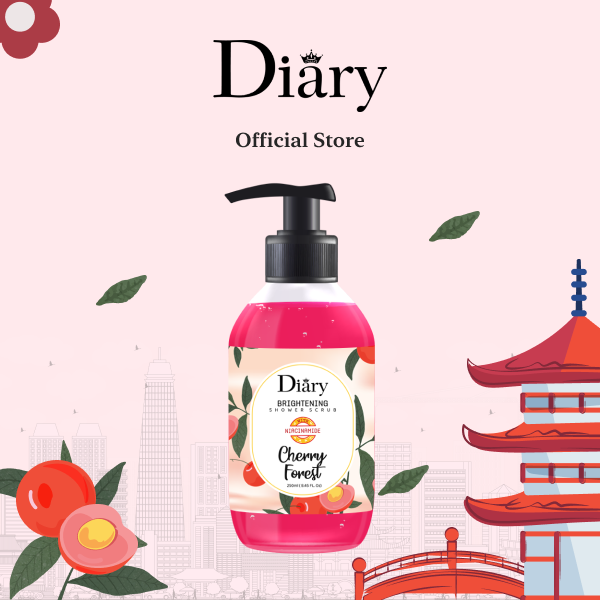 Diary
Official Store
Diary
BRIGHTENING
SHOWER SCRUB
NIACINAMIDE
Cherry
Forest